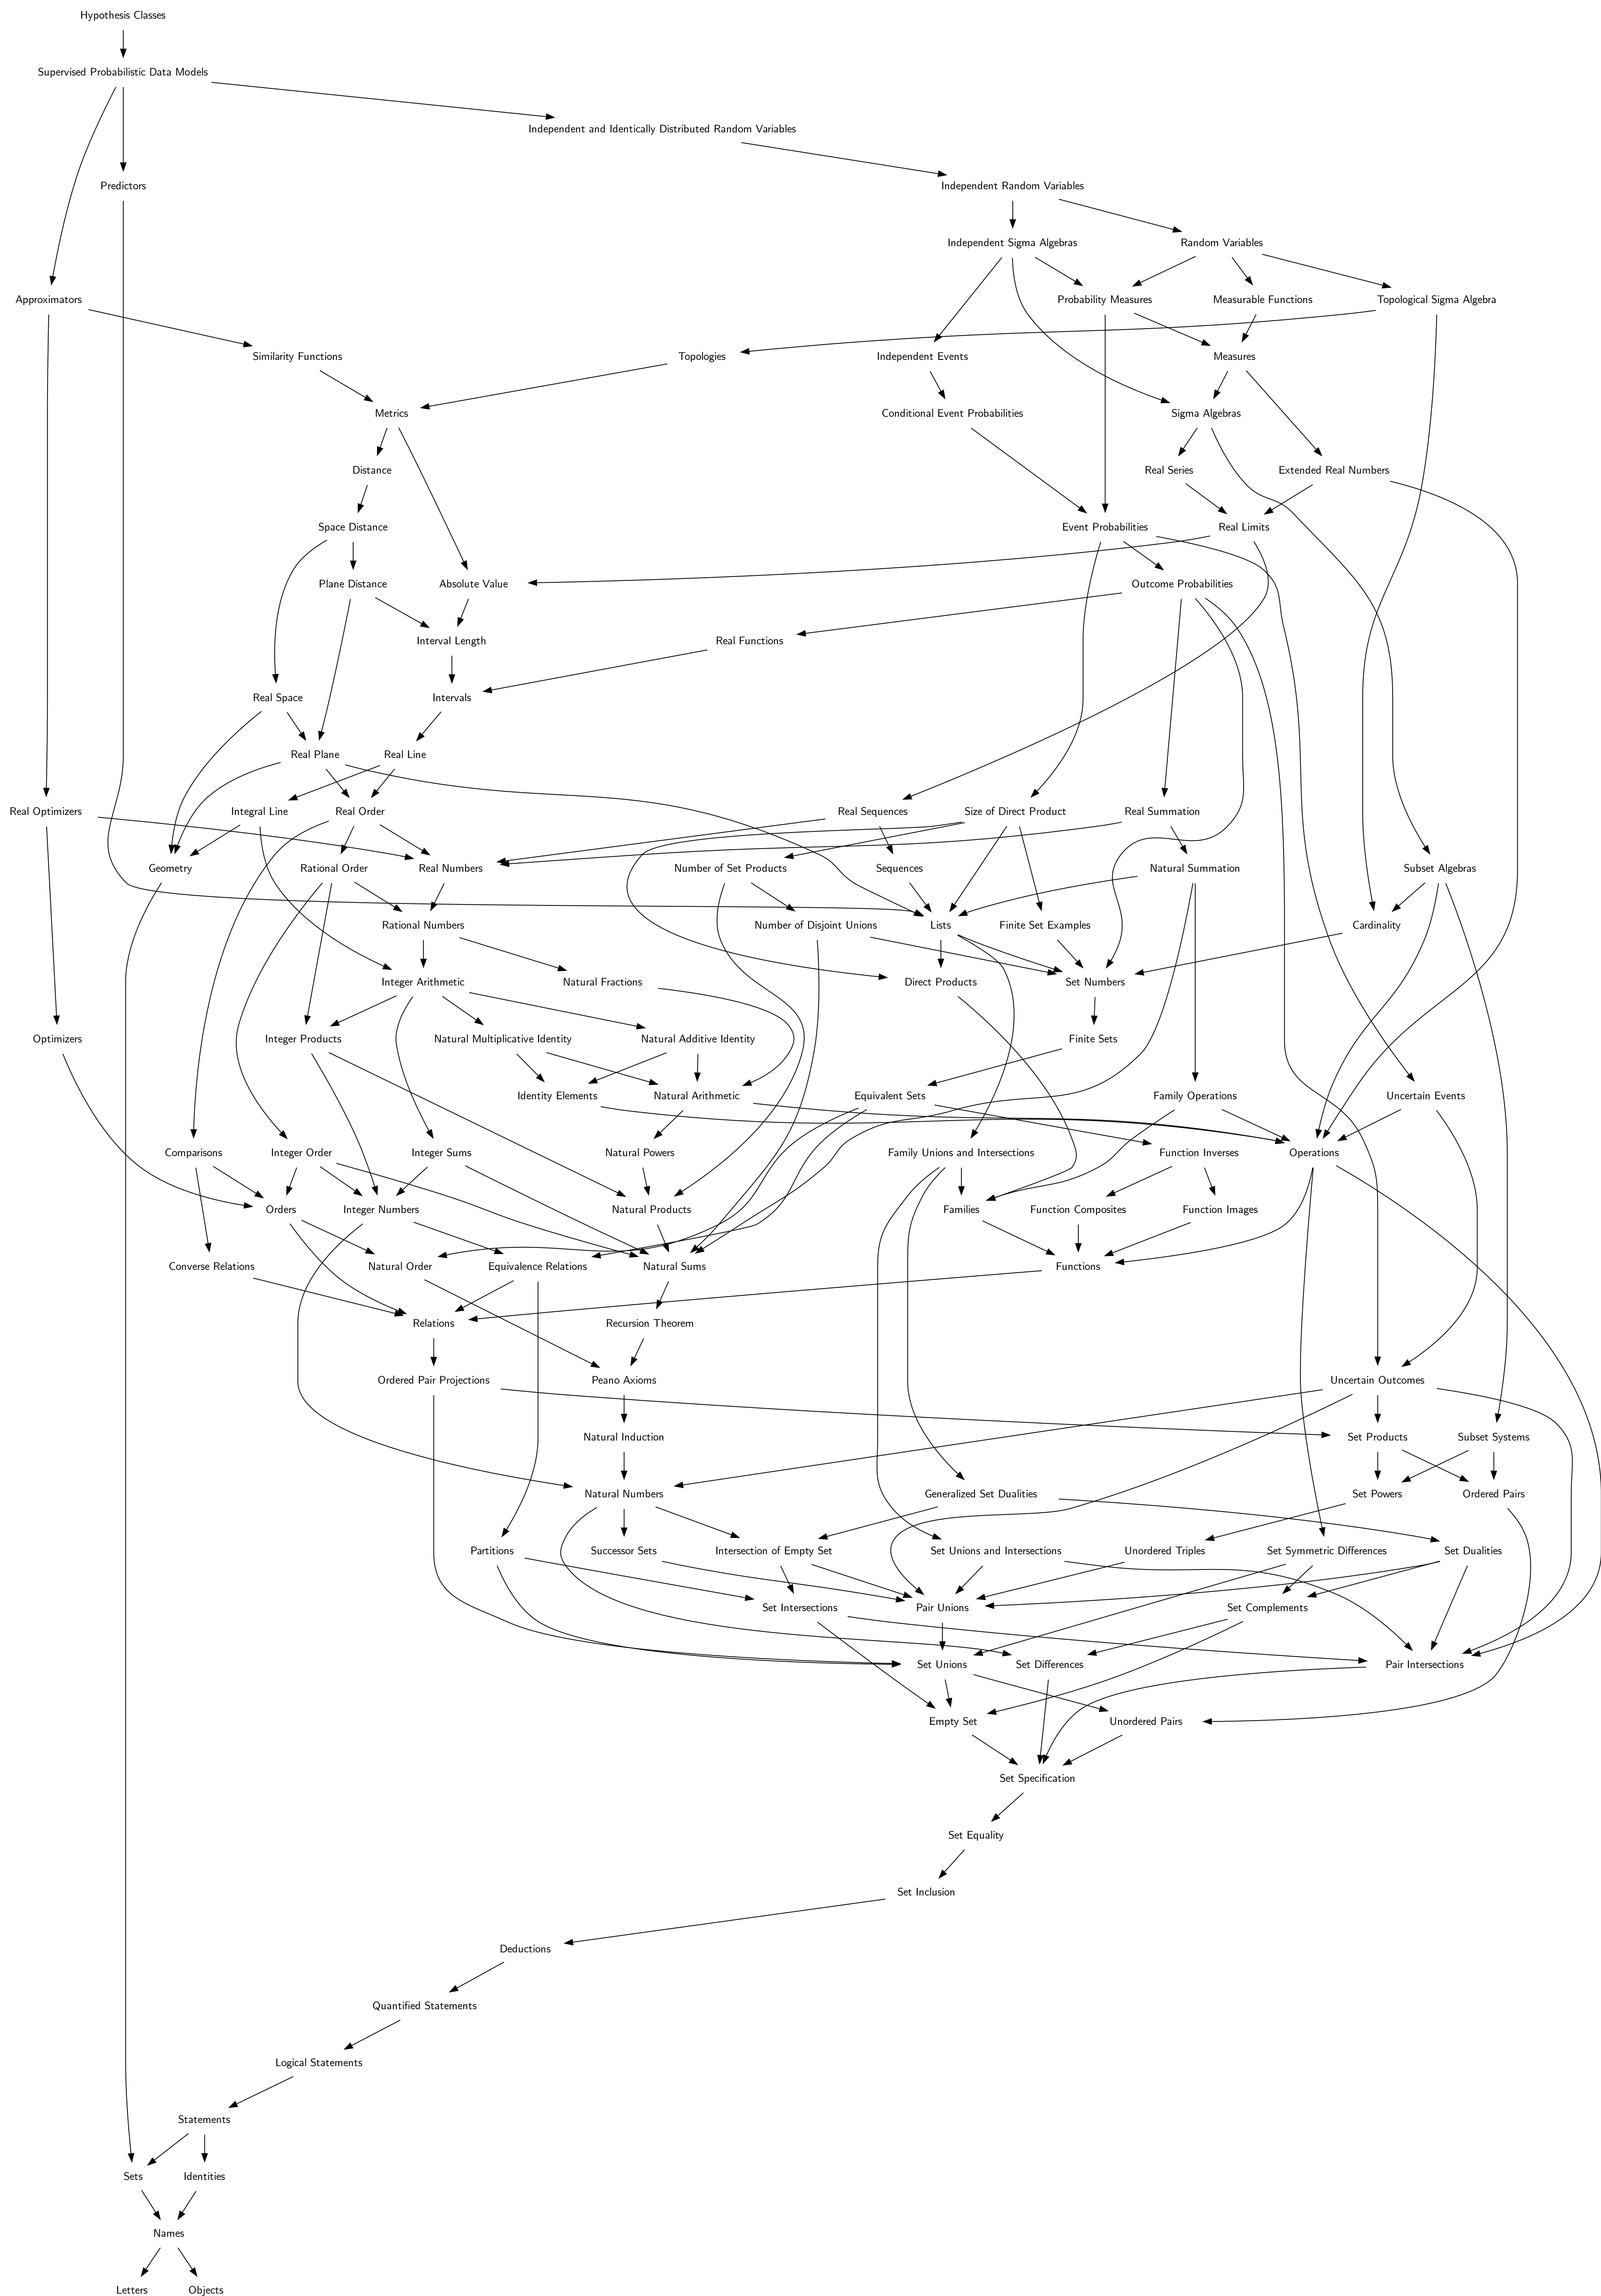 Hypothesis Classes
Supervised Probabilistic Data Models
Independent and Identically Distributed Random Variables
Predictors
Independent Random Variables
Independent Sigma Algebras
Random Variables
Approximators
Probability Measures
Measurable Functions
Topological Sigma Algebra
Similarity Functions
Topologies
Independent Events
Measures
Metrics
Conditional Event Probabilities
Sigma Algebras
Distance
Real Series
Extended Real Numbers
Space Distance
Event Probabilities
Real Limits
Plane Distance
Absolute Value
Outcome Probabilities
Interval Length
Real Functions
Real Space
Intervals
Real Plane
Real Line
Real Optimizers
Integral Line
Real Order
Real Sequences
Size of Direct Product
Real Summation
Geometry
Rational Order
Real Numbers
Number of Set Products
Sequences
Natural Summation
Subset Algebras
Rational Numbers
Number of Disjoint Unions
Lists
Finite Set Examples
Cardinality
Integer Arithmetic
Natural Fractions
Direct Products
Set Numbers
Optimizers
Integer Products
Natural Multiplicative Identity
Natural Additive Identity
Finite Sets
Identity Elements
Natural Arithmetic
Equivalent Sets
Family Operations
Uncertain Events
Comparisons
Integer Order
Integer Sums
Natural Powers
Family Unions and Intersections
Function Inverses
Operations
Orders
Integer Numbers
Natural Products
Families
Function Composites
Function Images
Converse Relations
Natural Order
Equivalence Relations
Natural Sums
Functions
Relations
Recursion Theorem
Ordered Pair Projections
Peano Axioms
Uncertain Outcomes
Natural Induction
Set Products
Subset Systems
Natural Numbers
Generalized Set Dualities
Set Powers
Ordered Pairs
Partitions
Successor Sets
Intersection of Empty Set
Set Unions and Intersections
Unordered Triples
Set Symmetric Differences
Set Dualities
Set Intersections
Pair Unions
Set Complements
Set Unions
Set Differences
Pair Intersections
Empty Set
Unordered Pairs
Set Specification
Set Equality
Set Inclusion
Deductions
Quantified Statements
Logical Statements
Statements
Sets
Identities
Names
Letters
Objects